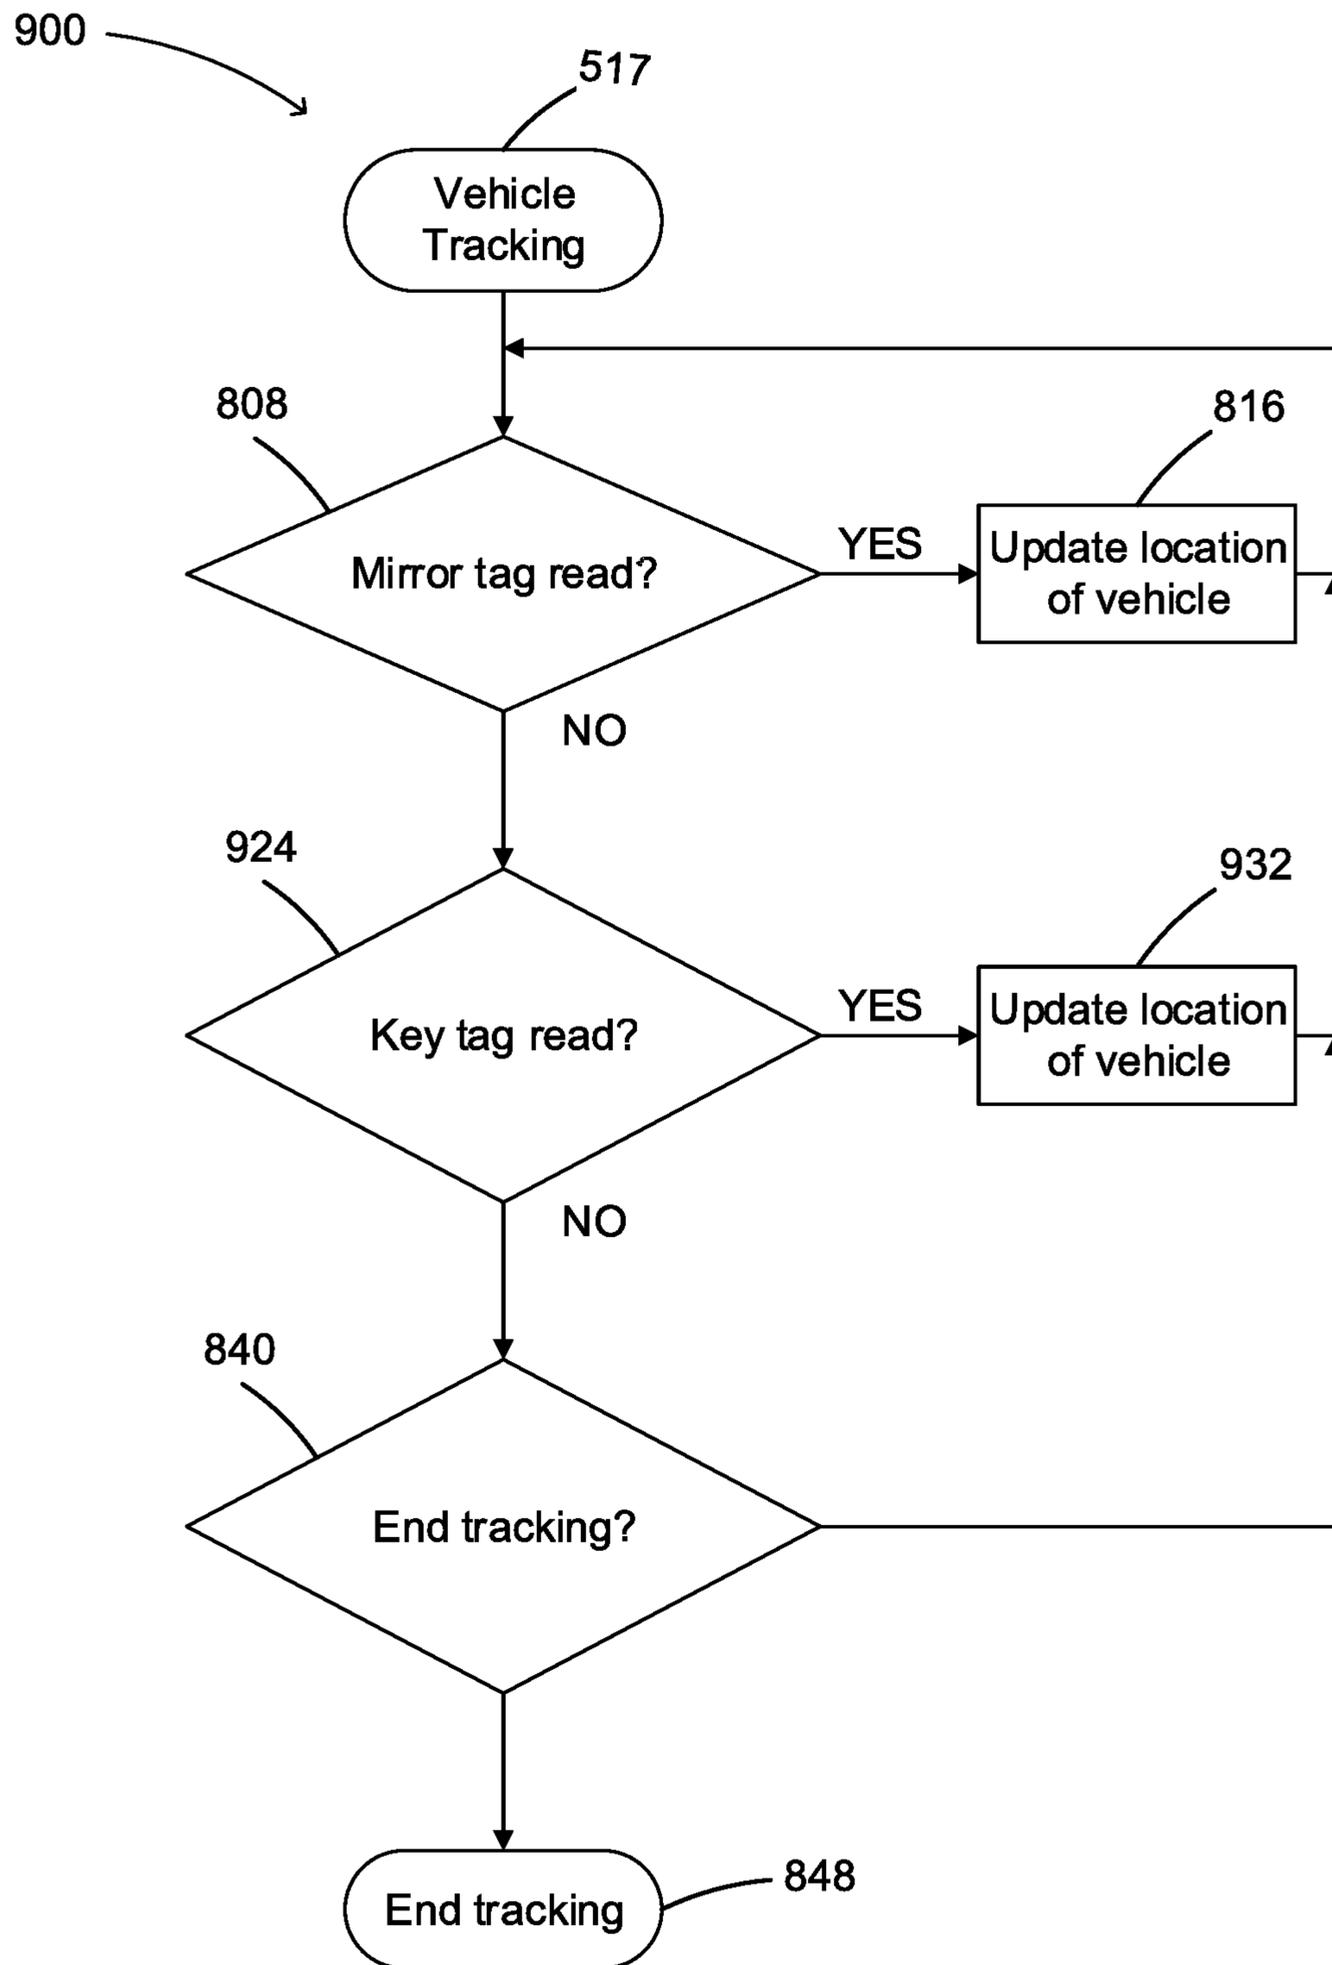 900
517
Vehicle
Tracking
808
816
Mirror tag read?
YES
Update location
of vehicle
NO
924
932
Key tag read?
YES
Update location
of vehicle
NO
840
End tracking?
End tracking
848